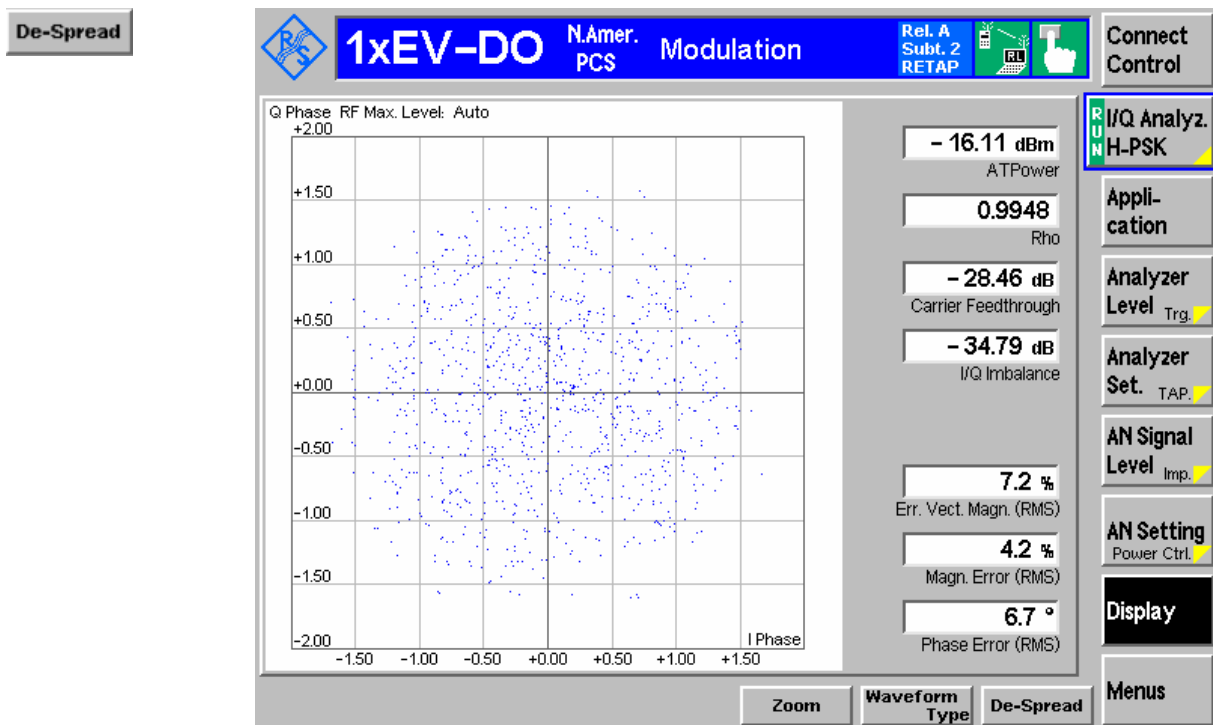 De-Spread
R S
1xEV-DO
N.Amer.
PCS
Modulation
Rel. A
Subt. 2
RETAP
RL
Connect
Control
Q Phase RF Max. Level: Auto
+2.00
+1.50
+1.00
+0.50
+0.00
-0.50
-1.00
-1.50
-2.00
I Phase
-1.50 -1.00 -0.50 +0.00 +0.50 +1.00 +1.50
- 16.11 dBm
ATPower
0.9948
Rho
- 28.46 dB
Carrier Feedthrough
- 34.79 dB
I/Q Imbalance
7.2 %
Err. Vect. Magn. (RMS)
4.2 %
Magn. Error (RMS)
6.7 °
Phase Error (RMS)
RUN
I/Q Analyz.
H-PSK
Appli-
cation
Analyzer
Level Trg.
Analyzer
Set. TAP.
AN Signal
Level Imp.
AN Setting
Power Ctrl.
Display
Menus
Zoom
Waveform
Type
De-Spread